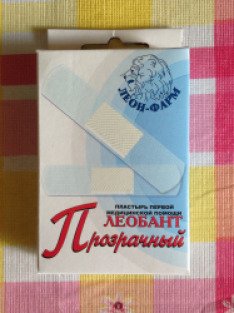 ЛЕОН-ФАРМ
ПЛАСТЫРЬ ПЕРВОЙ
МЕДИЦИНСКОЙ ПОМОЩИ
ЛЕОБАНТ
Прозрачный